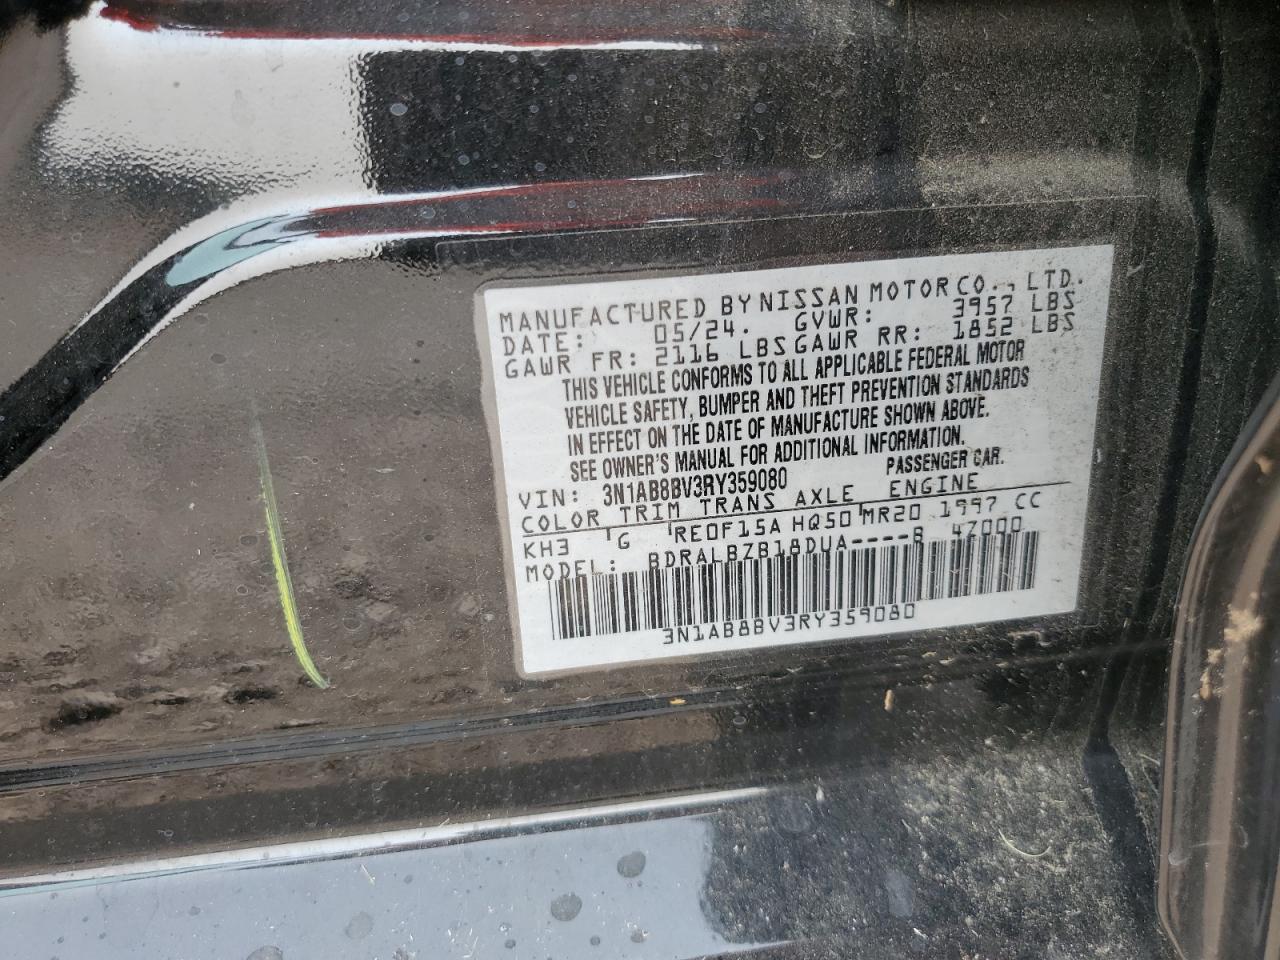 MANUFACTURED BY NISSAN MOTOR CO., LTD.
DATE: 05/24. GVWR: 3957 LBS
GAWR FR: 2116 LBS GAWR RR: 1852 LBS
THIS VEHICLE CONFORMS TO ALL APPLICABLE FEDERAL MOTOR
VEHICLE SAFETY, BUMPER AND THEFT PREVENTION STANDARDS
IN EFFECT ON THE DATE OF MANUFACTURE SHOWN ABOVE.
SEE OWNER'S MANUAL FOR ADDITIONAL INFORMATION.
VIN: 3N1AB8BV3RY359080 PASSENGER CAR.
COLOR TRIM TRANS AXLE ENGINE
KH3 G RE0F15A HQ50 MR20 1997 CC
MODEL: BDRALBZB18DUA----B 4Z000
3N1AB8BV3RY359080